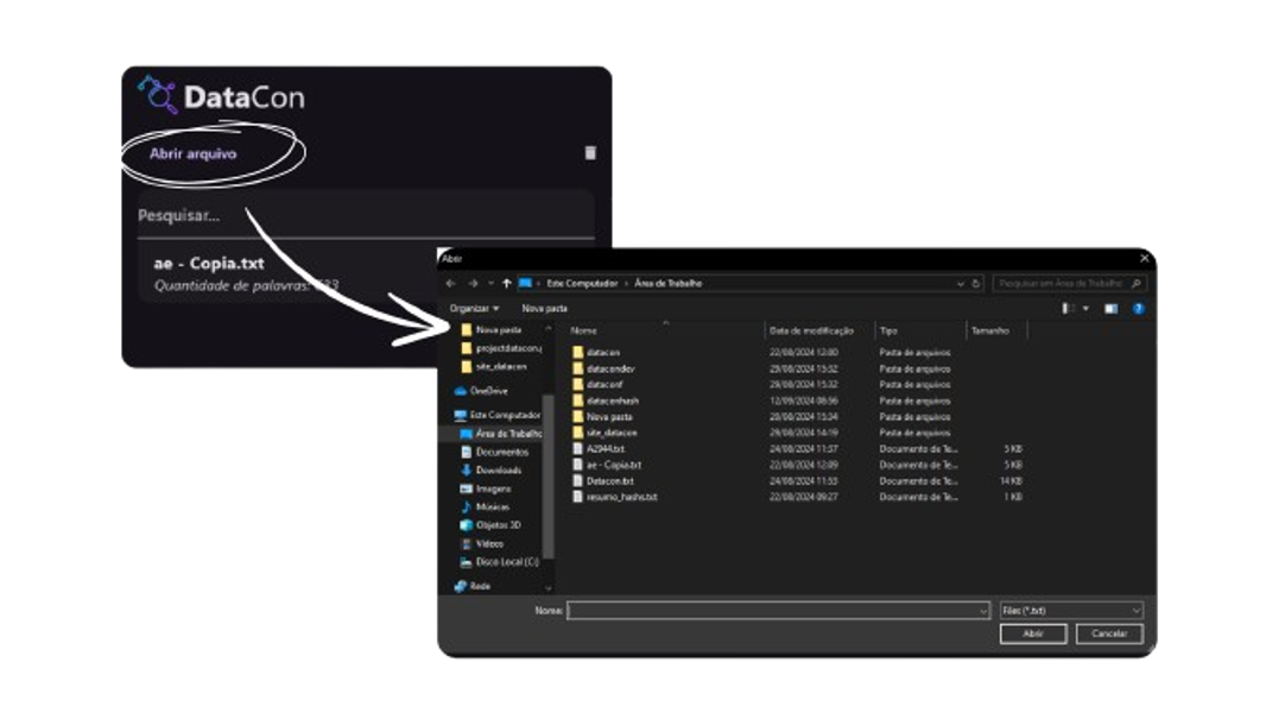 DataCon
Abrir arquivo
Pesquisar...
ae - Copia.txt
Quantidade de palavras:
Abrir
Este Computador › Área de Trabalho
Pesquisar em Área de Trabalho
Organizar
Nova pasta
Nova pasta
projectdatacon.
site_datacon
OneDrive
Este Computador
Área de Trabalho
Documentos
Downloads
Imagens
Músicas
Objetos 3D
Vídeos
Disco Local (C:)
Rede
Nome Data de modificação Tipo Tamanho
datacon 22/08/2024 12:00 Pasta de arquivos
datacondev 29/08/2024 15:32 Pasta de arquivos
dataconf 29/08/2024 15:32 Pasta de arquivos
dataconhash 12/09/2024 08:56 Pasta de arquivos
Nova pasta 20/08/2024 15:34 Pasta de arquivos
site_datacon 29/08/2024 14:19 Pasta de arquivos
A2944.txt 24/08/2024 11:37 Documento de Te... 5 KB
ae - Copia.txt 22/08/2024 12:09 Documento de Te... 5 KB
Datacon.txt 24/08/2024 11:53 Documento de Te... 14 KB
resumo_hashs.txt 22/08/2024 09:27 Documento de Te... 1 KB
Nome:
Files (*.txt)
Abrir
Cancelar